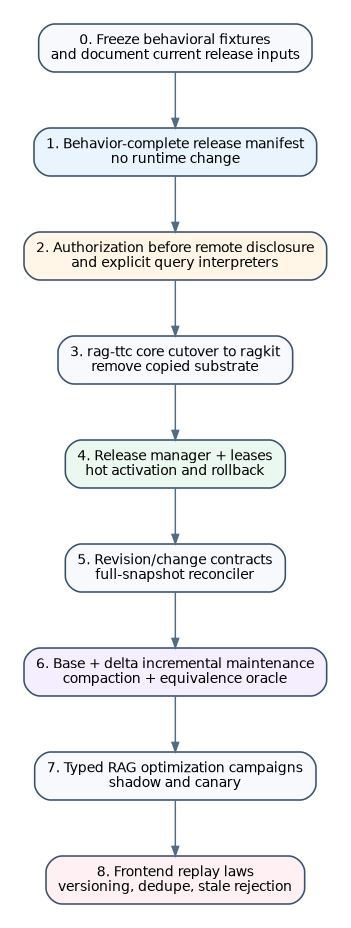 0. Freeze behavioral fixtures
and document current release inputs
1. Behavior-complete release manifest
no runtime change
2. Authorization before remote disclosure
and explicit query interpreters
3. rag-ttc core cutover to ragkit
remove copied substrate
4. Release manager + leases
hot activation and rollback
5. Revision/change contracts
full-snapshot reconciler
6. Base + delta incremental maintenance
compaction + equivalence oracle
7. Typed RAG optimization campaigns
shadow and canary
8. Frontend replay laws
versioning, dedupe, stale rejection